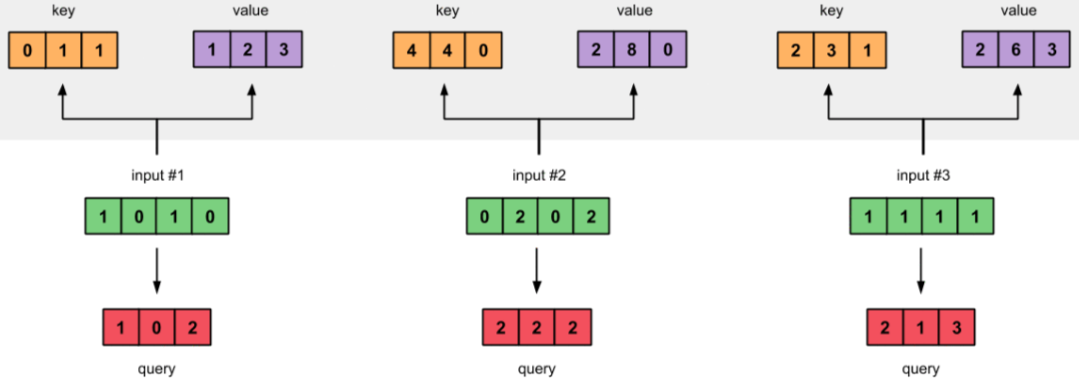 key value key value key value
0 1 1 1 2 3 4 4 0 2 8 0 2 3 1 2 6 3
input #1 input #2 input #3
1 0 1 0 0 2 0 2 1 1 1 1
1 0 2 2 2 2 2 1 3
query query query